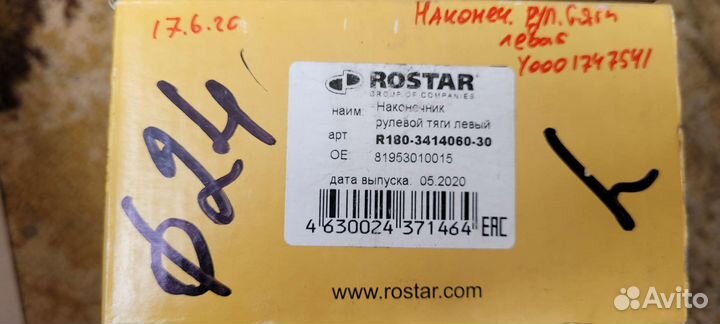 17.6.20
Наконеч. рул. тяги
левая
Y0001747541
ROSTAR
GROUP OF COMPANIES
наим: Наконечник
рулевой тяги левый
арт R180-3414060-30
OE 81953010015
дата выпуска: 05.2020
4 630024 371464 EAC
ø24
www.rostar.com
Avito